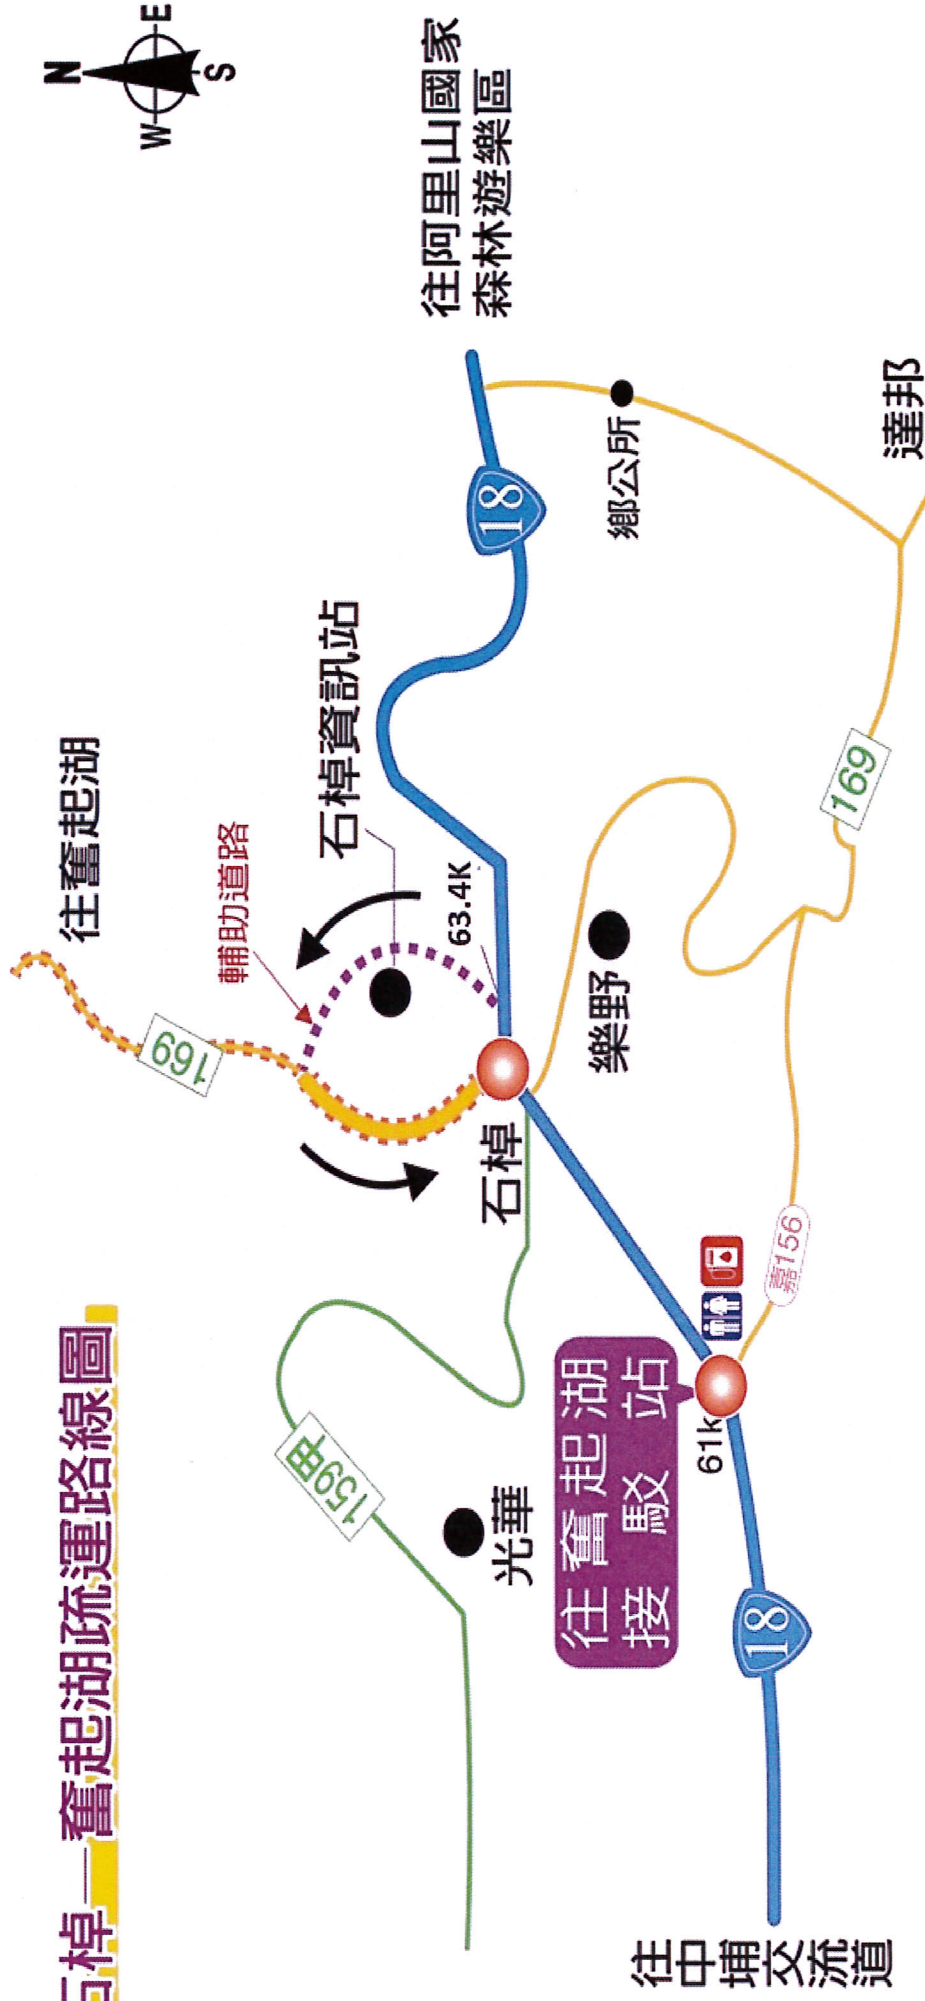 石棹—奮起湖疏運路線圖
N
W
E
S
往奮起湖
169
輔助道路
石棹資訊站
63.4K
往阿里山國家
森林遊樂區
18
鄉公所
達邦
169
樂野
石棹
159甲
光華
往奮起湖
接駁站
61k
嘉156
18
往中埔交流道